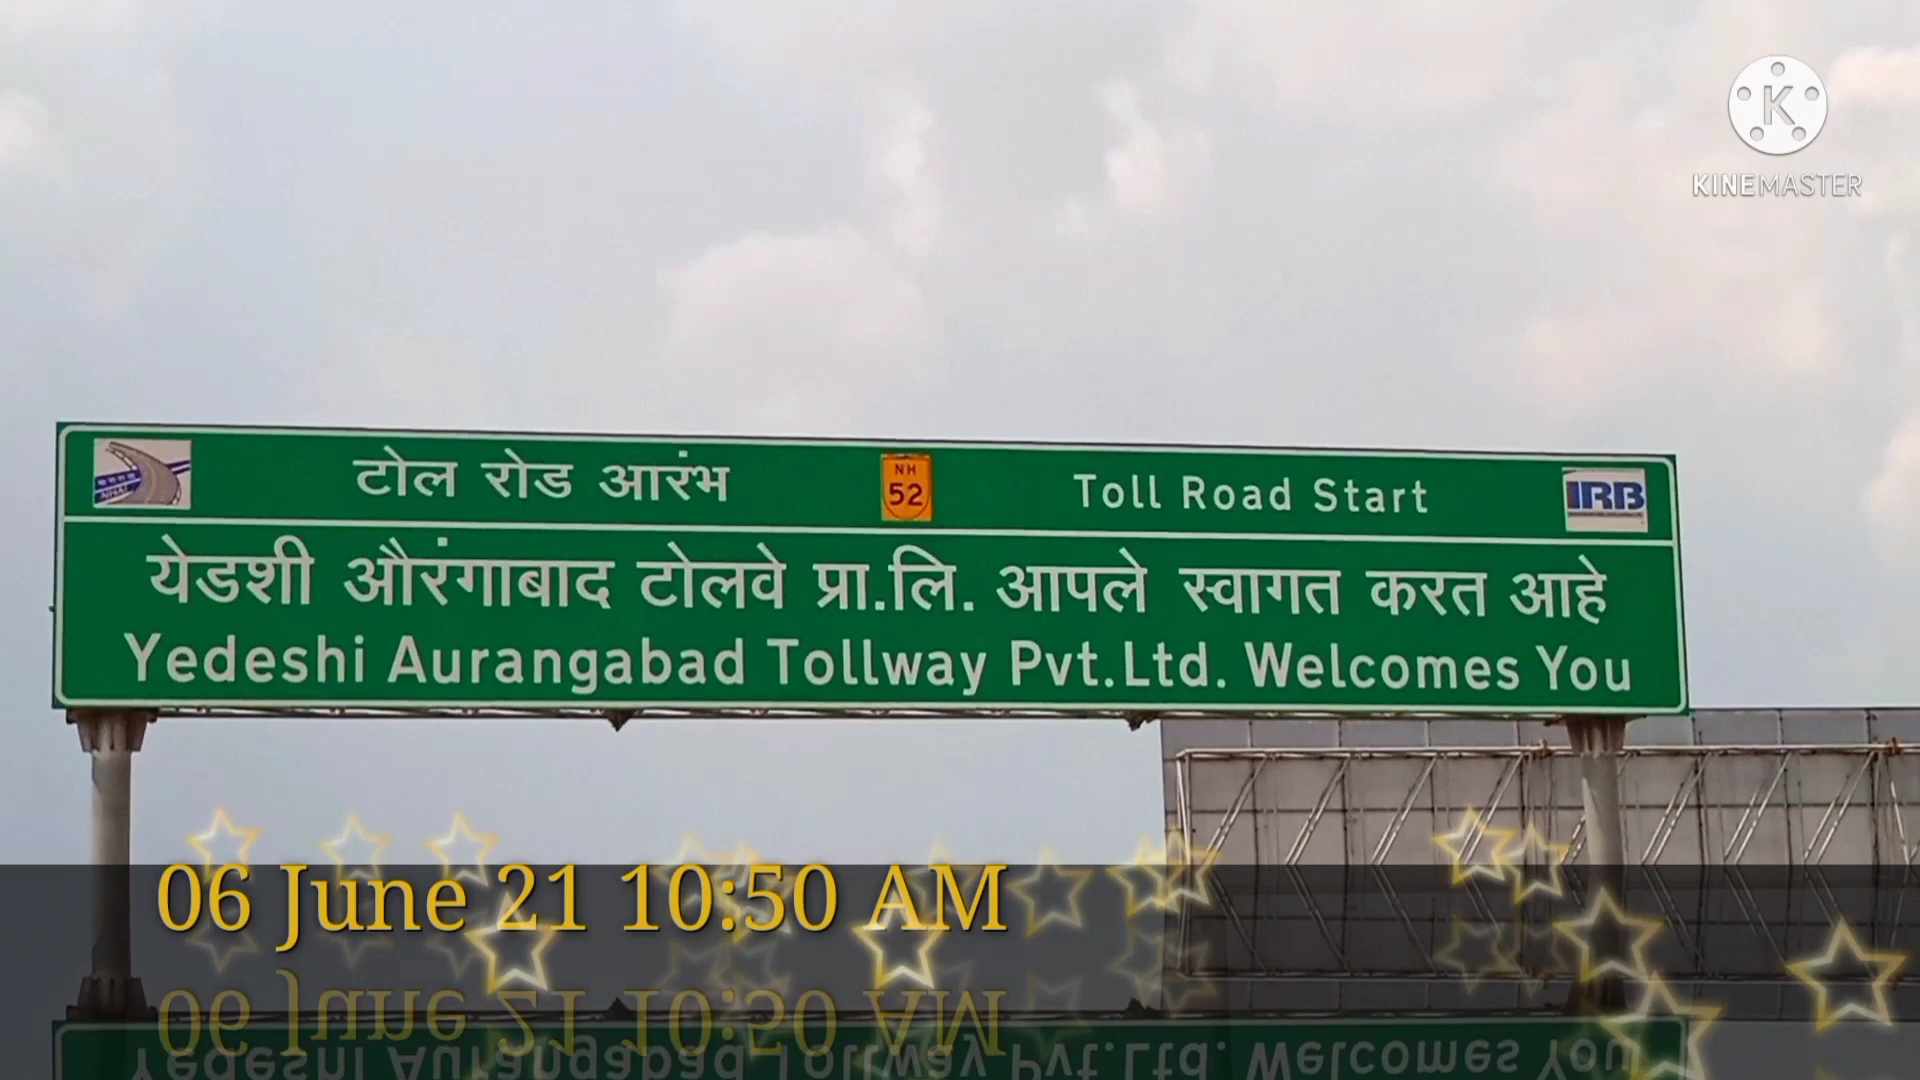 KINEMASTER
टोल रोड आरंभ
NH
52
Toll Road Start
IRB
येडशी औरंगाबाद टोलवे प्रा.लि. आपले स्वागत करत आहे
Yedeshi Aurangabad Tollway Pvt.Ltd. Welcomes You
06 June 21 10:50 AM